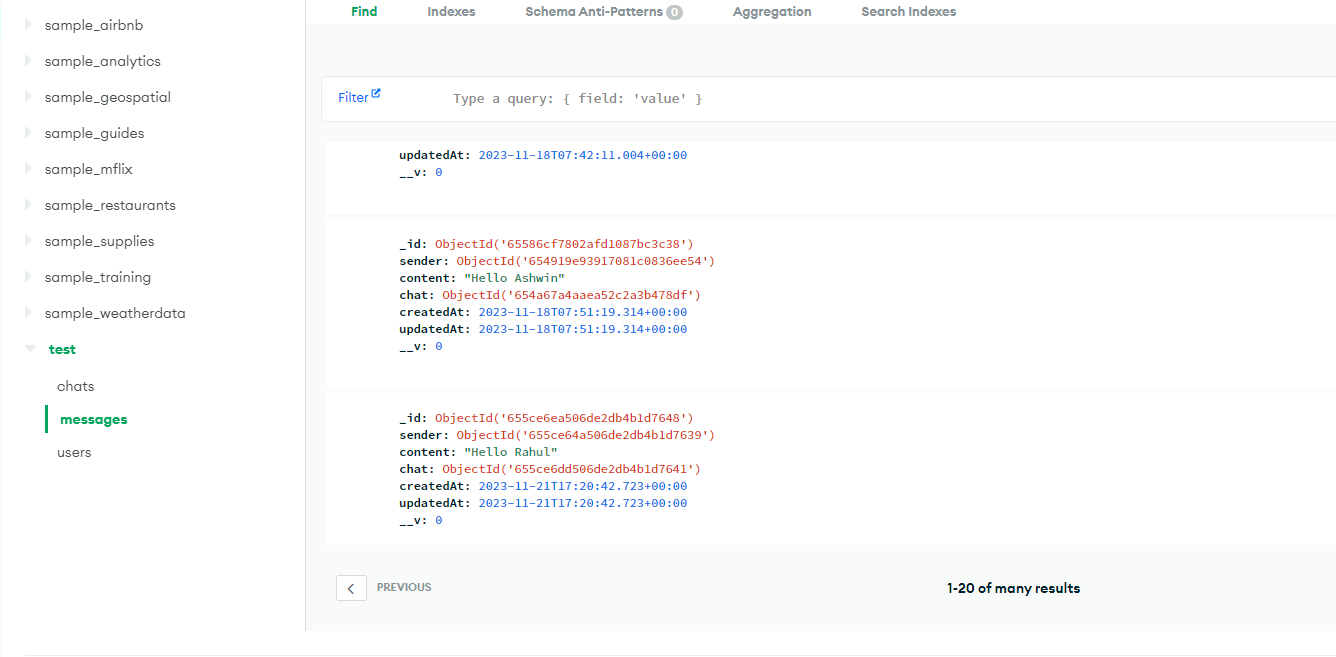 sample_airbnb
sample_analytics
sample_geospatial
sample_guides
sample_mflix
sample_restaurants
sample_supplies
sample_training
sample_weatherdata
test
chats
messages
users
Find Indexes Schema Anti-Patterns 0 Aggregation Search Indexes
Filter Type a query: { field: 'value' }
updatedAt: 2023-11-18T07:42:11.004+00:00
__v: 0
_id: ObjectId('65586cf7802afd1087bc3c38')
sender: ObjectId('654919e93917081c0836ee54')
content: "Hello Ashwin"
chat: ObjectId('654a67a4aaea52c2a3b478df')
createdAt: 2023-11-18T07:51:19.314+00:00
updatedAt: 2023-11-18T07:51:19.314+00:00
__v: 0
_id: ObjectId('655ce6ea506de2db4b1d7648')
sender: ObjectId('655ce64a506de2db4b1d7639')
content: "Hello Rahul"
chat: ObjectId('655ce6dd506de2db4b1d7641')
createdAt: 2023-11-21T17:20:42.723+00:00
updatedAt: 2023-11-21T17:20:42.723+00:00
__v: 0
PREVIOUS 1-20 of many results